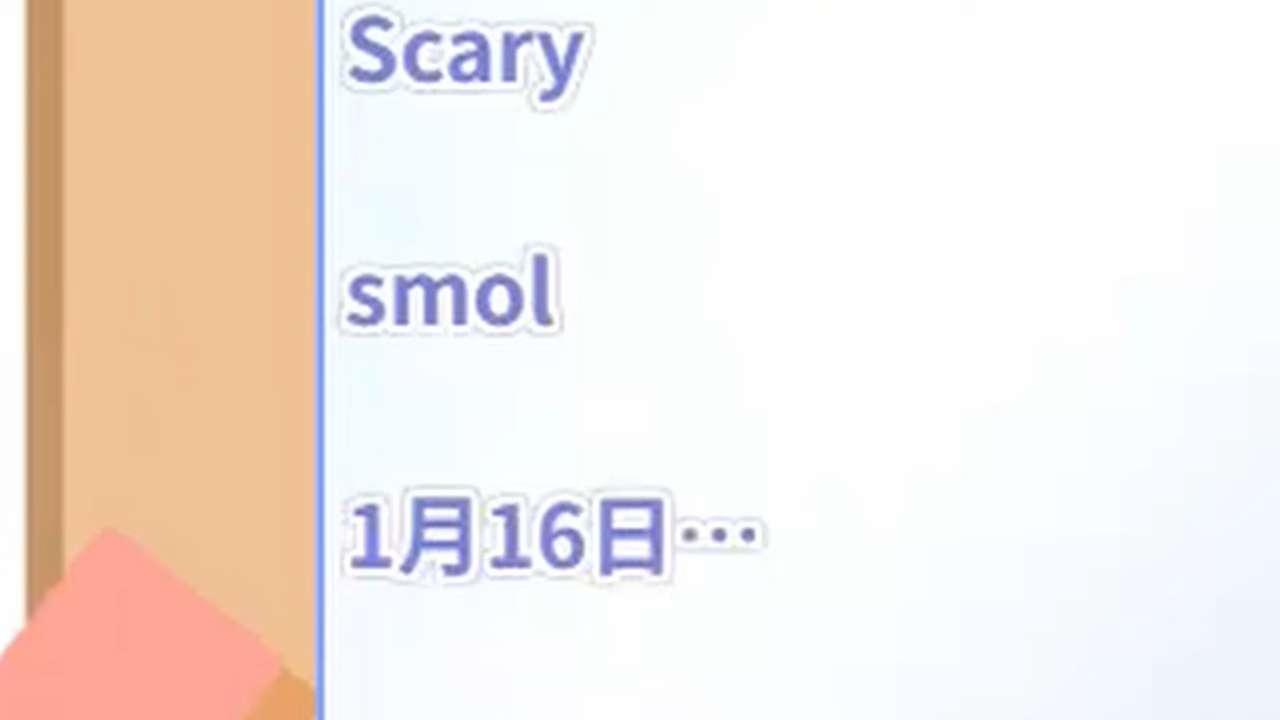 Scary
smol
1月16日…